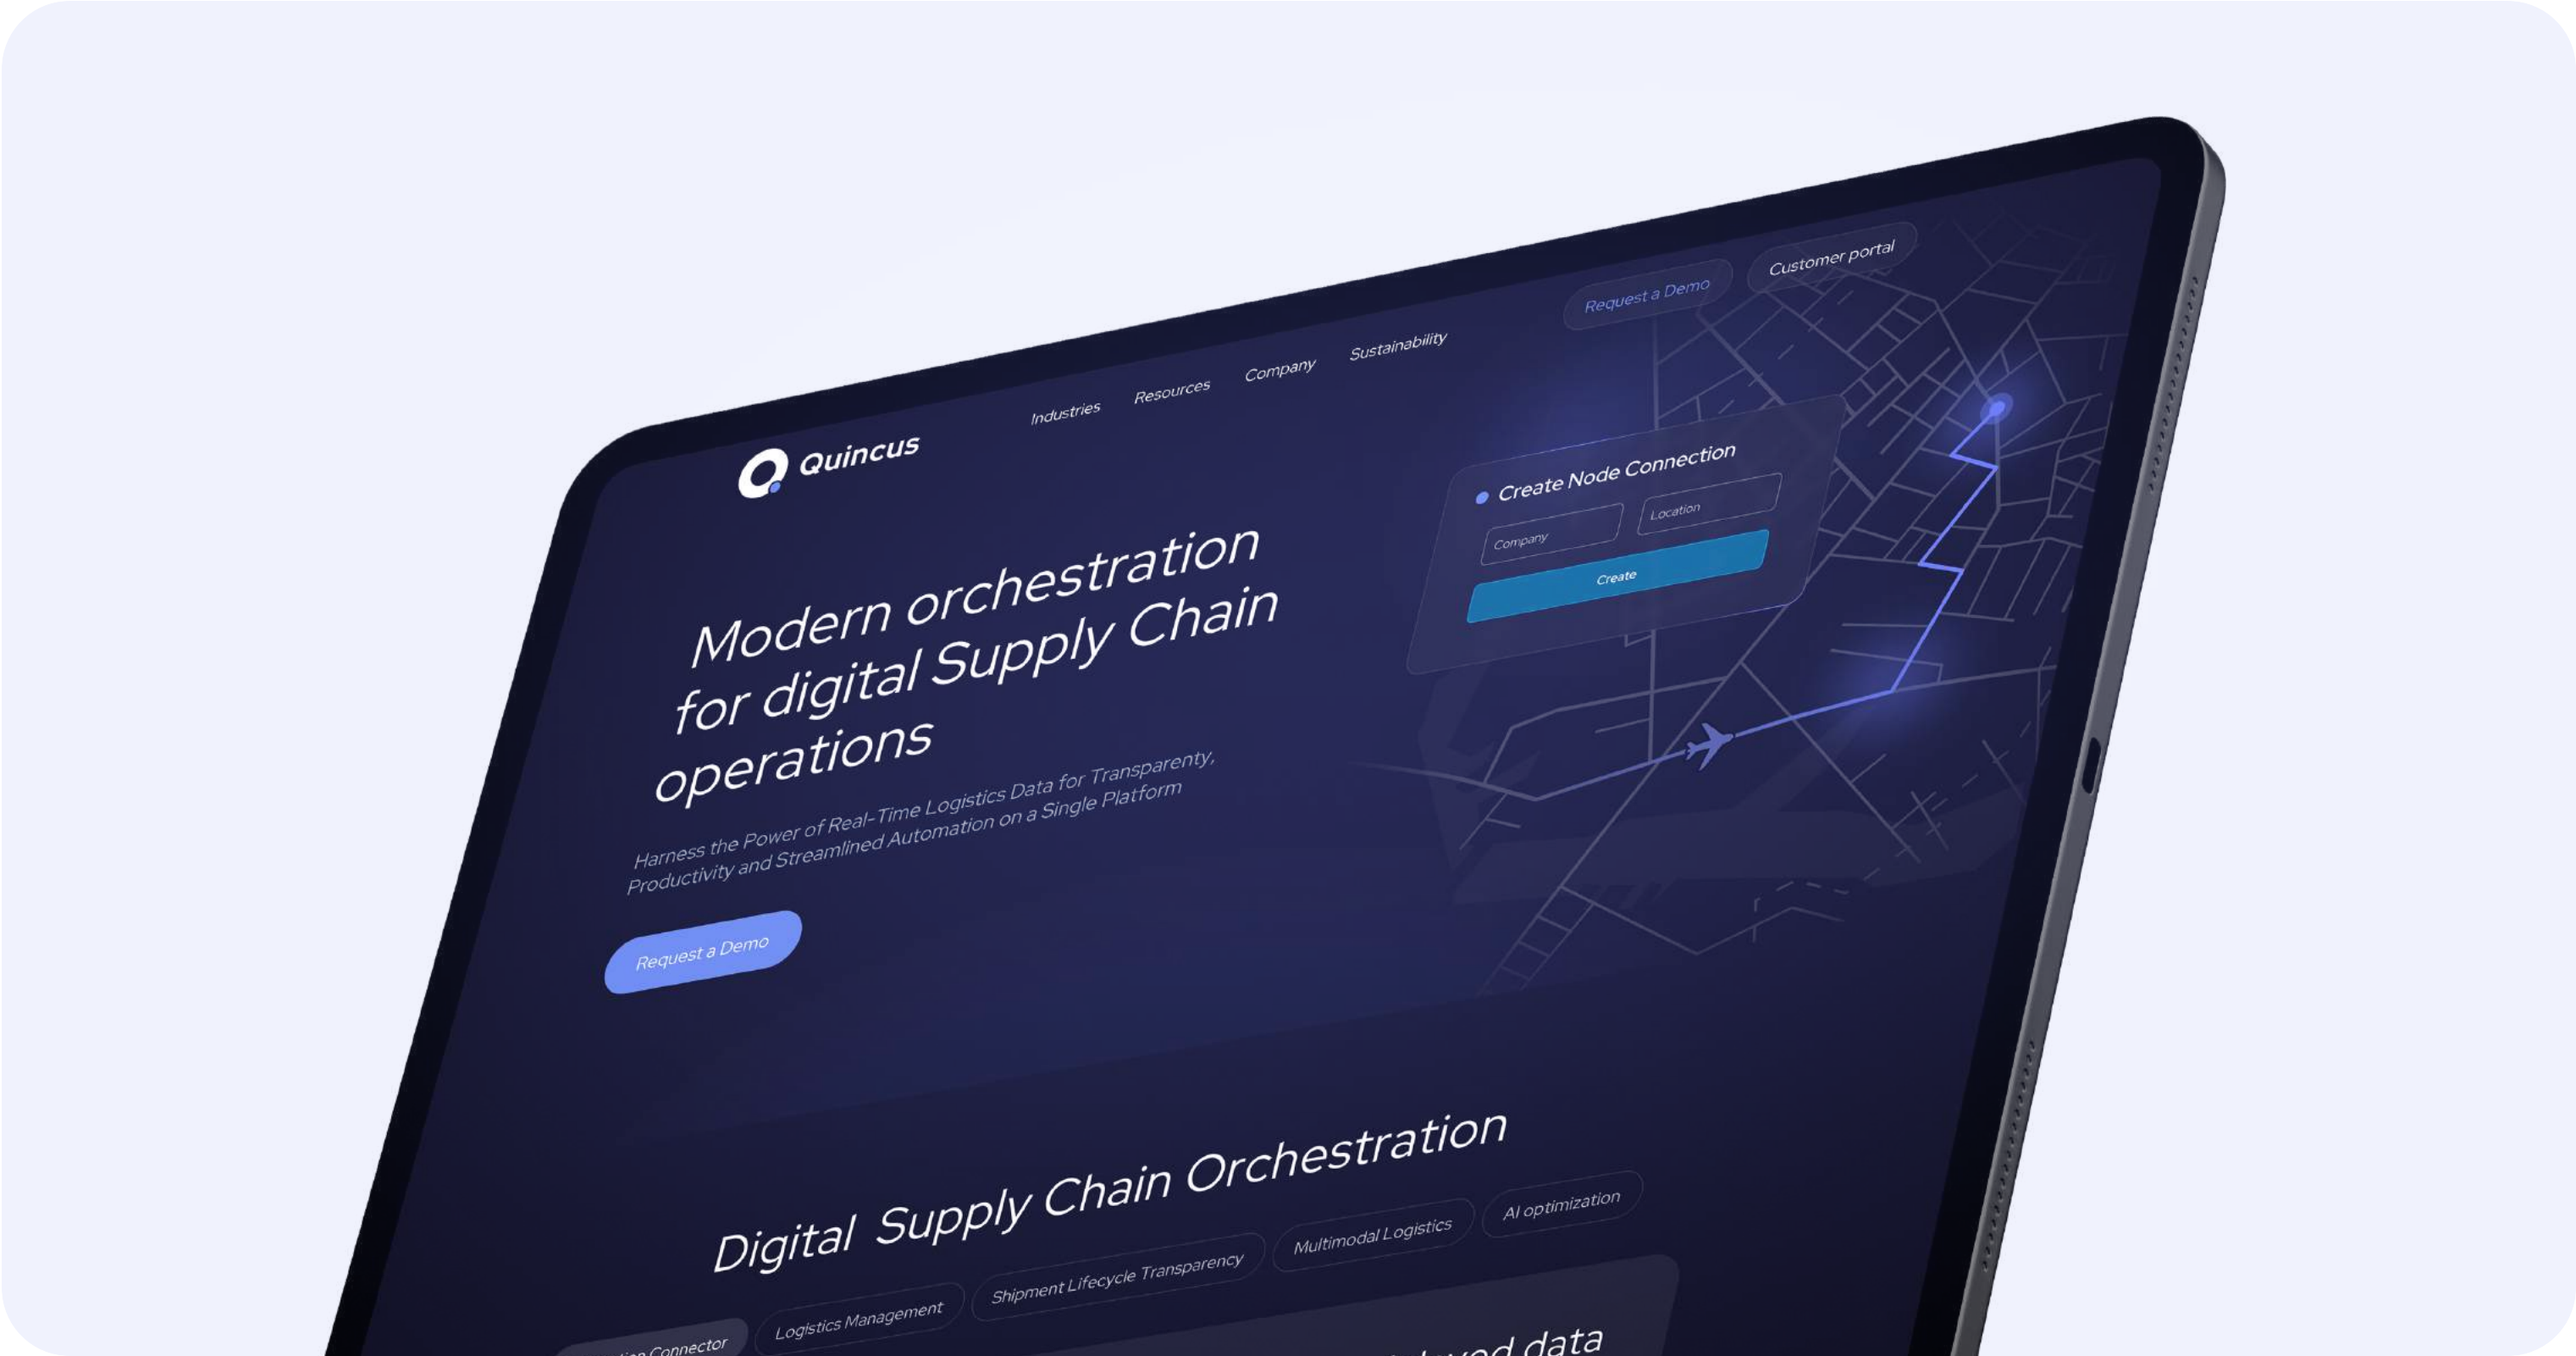 Quincus
Industries
Resources
Company
Sustainability
Request a Demo
Customer portal
Modern orchestration
for digital Supply Chain
operations
Harness the Power of Real-Time Logistics Data for Transparenty,
Productivity and Streamlined Automation on a Single Platform
Request a Demo
Create Node Connection
Company
Location
Create
Digital Supply Chain Orchestration
Connector
Logistics Management
Shipment Lifecycle Transparency
Multimodal Logistics
AI optimization
data